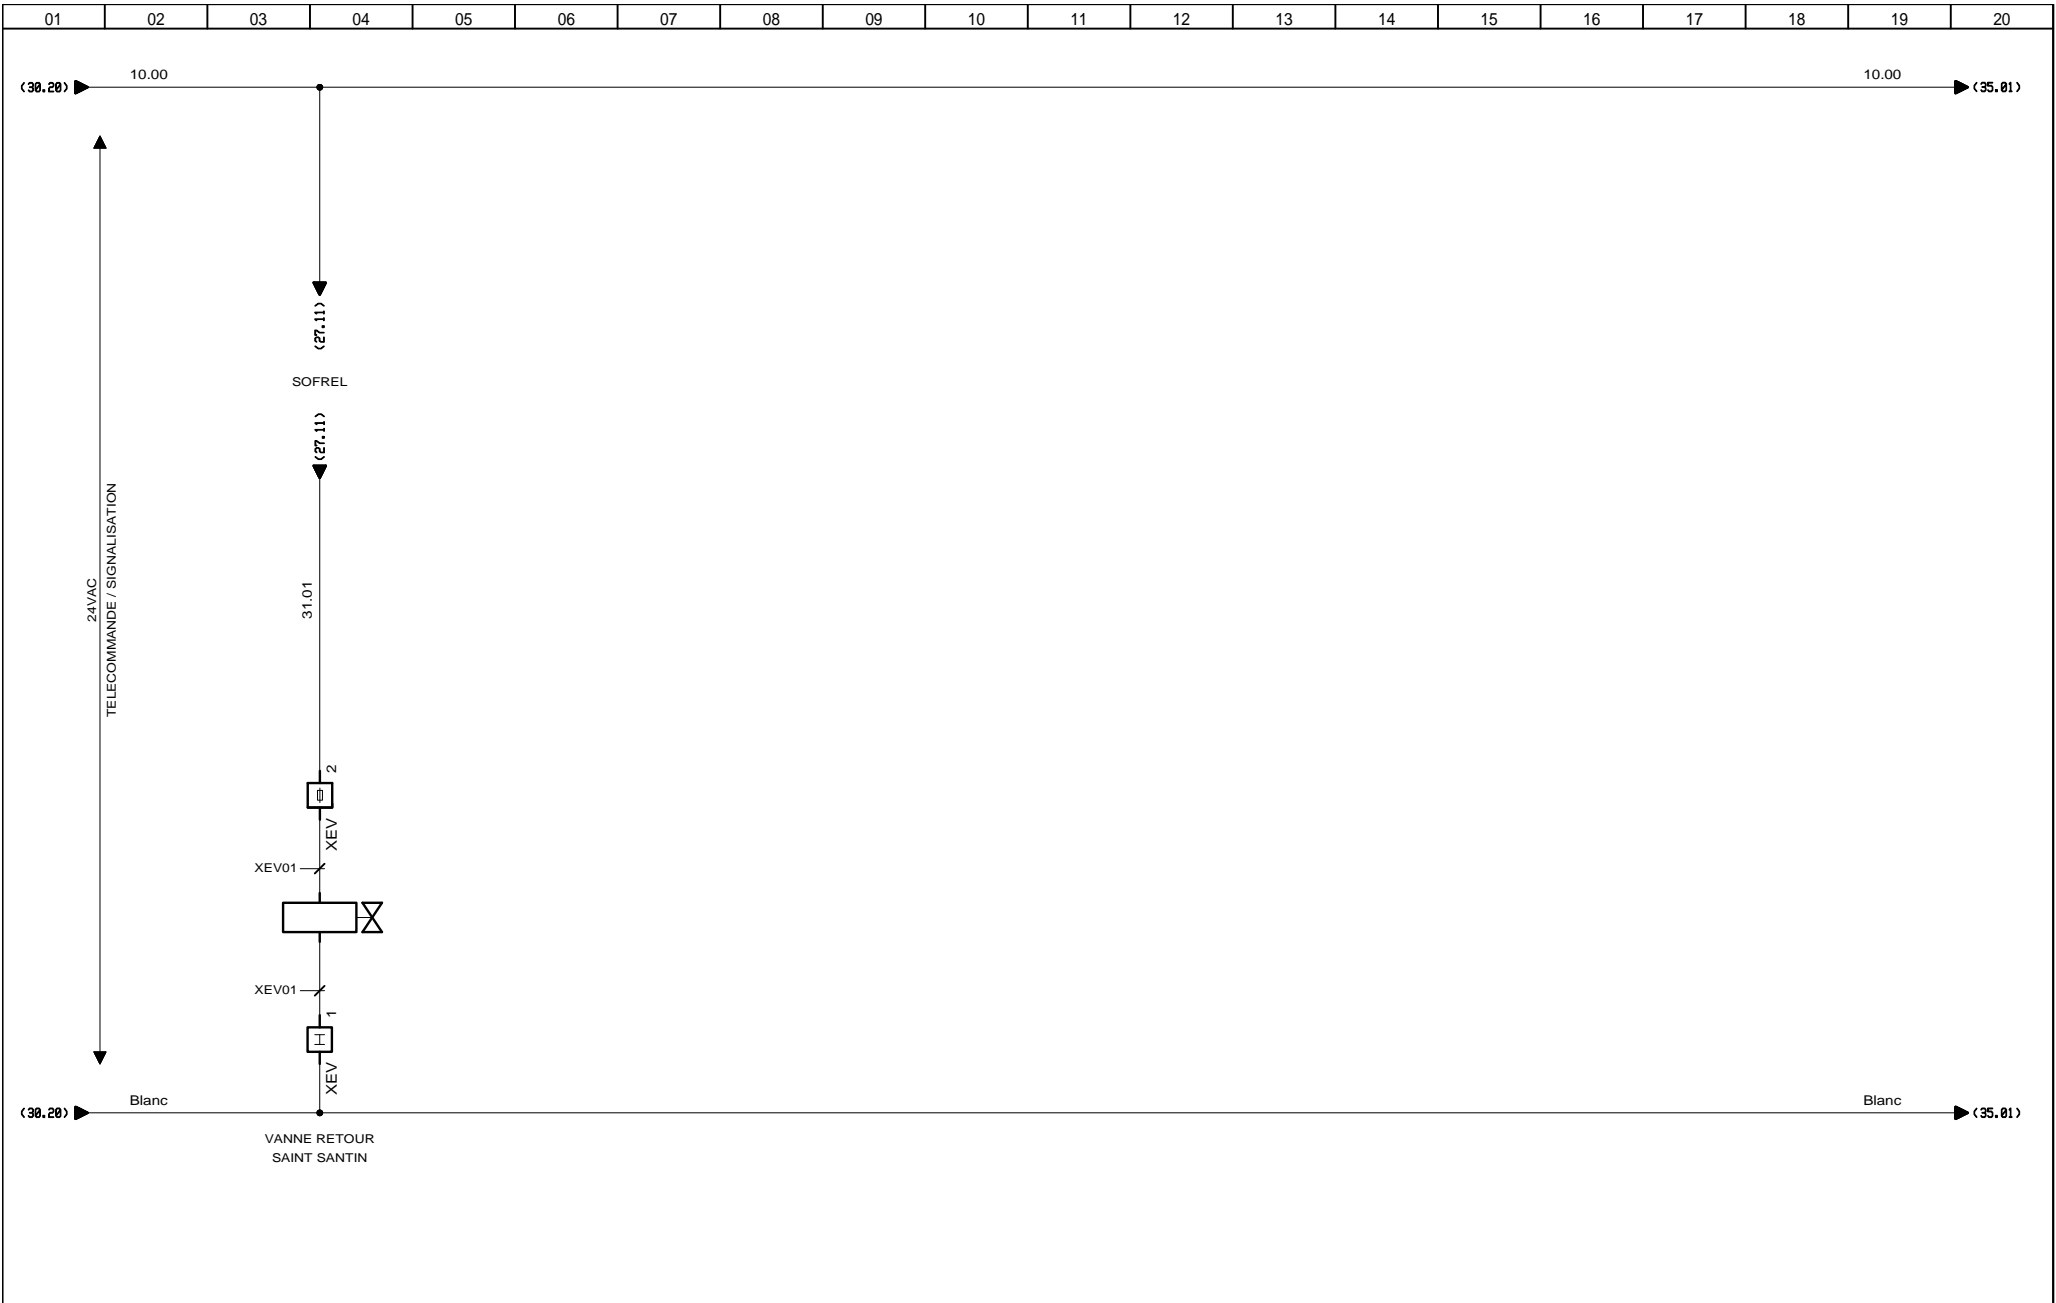 01 02 03 04 05 06 07 08 09 10 11 12 13 14 15 16 17 18 19 20
10.00 10.00
(30.20) (35.01)
(27.11)
SOFREL
(27.11)
24VAC
TELECOMMANDE / SIGNALISATION
31.01
2
XEV
XEV01
XEV01
1
XEV
Blanc Blanc
(30.20) (35.01)
VANNE RETOUR
SAINT SANTIN